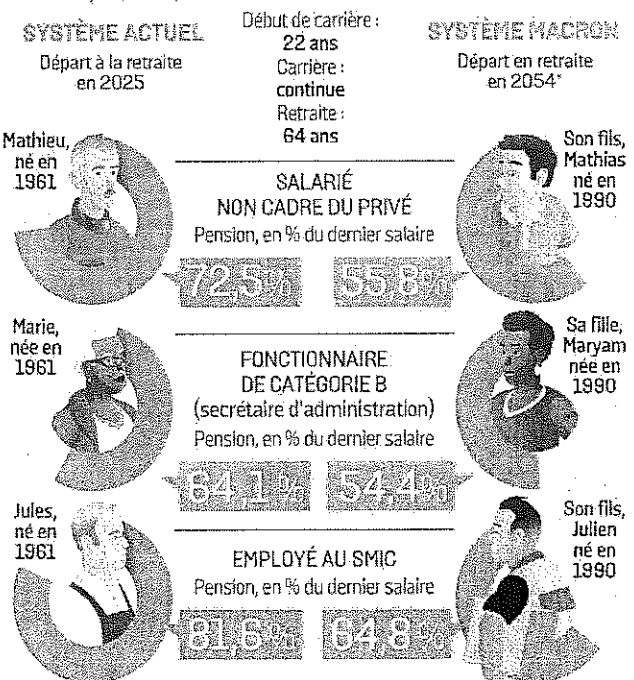 SYSTÈME ACTUEL
Départ à la retraite
en 2025
Début de carrière :
22 ans
Carrière :
continue
Retraite :
64 ans
SYSTÈME MACRON
Départ en retraite
en 2054*
Mathieu,
né en
1961
SALARIÉ
NON CADRE DU PRIVÉ
Pension, en % du dernier salaire
72,5 %
55,8 %
Son fils,
Mathias
né en
1990
Marie,
née en
1961
FONCTIONNAIRE
DE CATÉGORIE B
(secrétaire d'administration)
Pension, en % du dernier salaire
64,1 %
54,4 %
Sa fille,
Maryam
née en
1990
Jules,
né en
1961
EMPLOYÉ AU SMIC
Pension, en % du dernier salaire
81,6 %
64,8 %
Son fils,
Julien
né en
1990